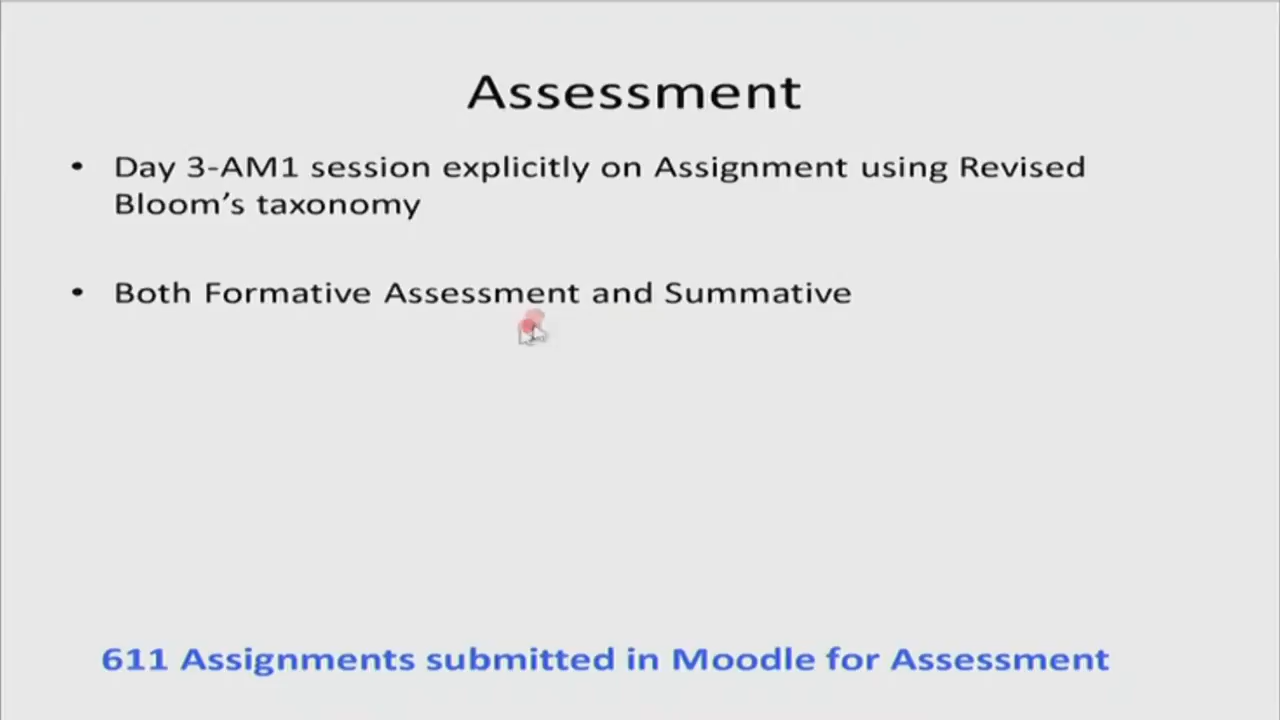 Assessment
• Day 3-AM1 session explicitly on Assignment using Revised
Bloom’s taxonomy
• Both Formative Assessment and Summative
611 Assignments submitted in Moodle for Assessment